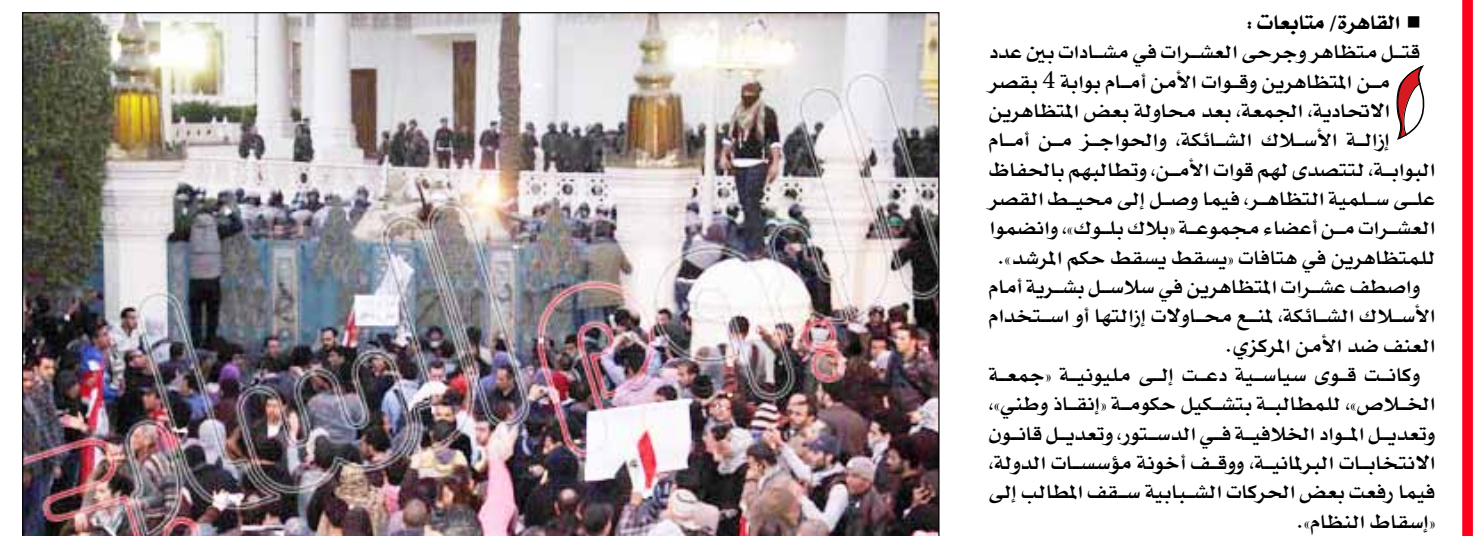 ■ القاهرة/ متابعات :
قتل متظاهر وجرحى العشرات في مشادات بين عدد
من المتظاهرين وقوات الأمن أمام بوابة 4 بقصر
الاتحادية، الجمعة، بعد محاولة بعض المتظاهرين
إزالة الأسلاك الشائكة، والحواجز من أمام
البوابة، لتتصدى لهم قوات الأمن، وتطالبهم بالحفاظ
على سلمية التظاهر، فيما وصل إلى محيط القصر
العشرات من أعضاء مجموعة «بلاك بلوك»، وانضموا
للمتظاهرين في هتافات «يسقط يسقط حكم المرشد».
واصطف عشرات المتظاهرين في سلاسل بشرية أمام
الأسلاك الشائكة، لمنع محاولات إزالتها أو استخدام
العنف ضد الأمن المركزي.
وكانت قوى سياسية دعت إلى مليونية «جمعة
الخلاص»، للمطالبة بتشكيل حكومة «إنقاذ وطني»،
وتعديل المواد الخلافية في الدستور، وتعديل قانون
الانتخابات البرلمانية، ووقف أخونة مؤسسات الدولة،
فيما رفعت بعض الحركات الشبابية سقف المطالب إلى
«إسقاط النظام».